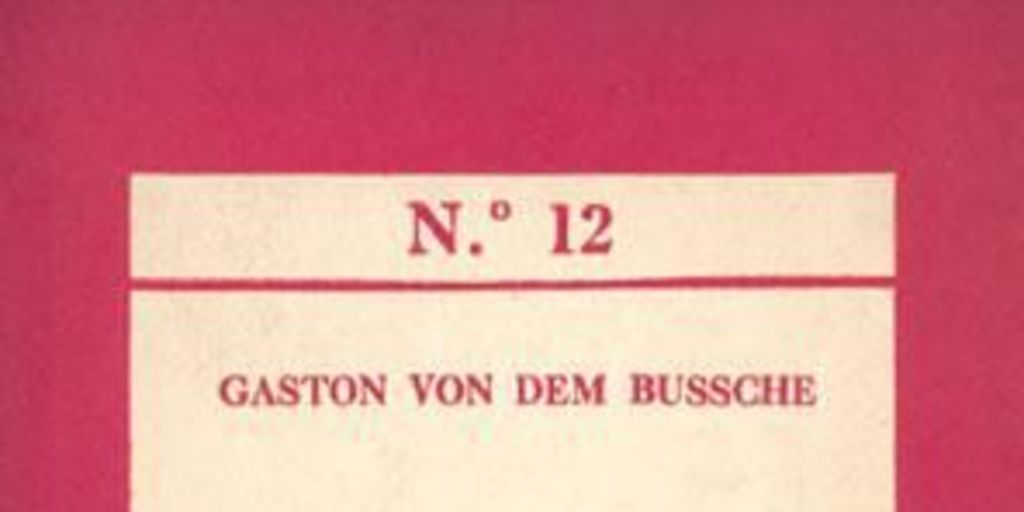 N.º 12
GASTON VON DEM BUSSCHE